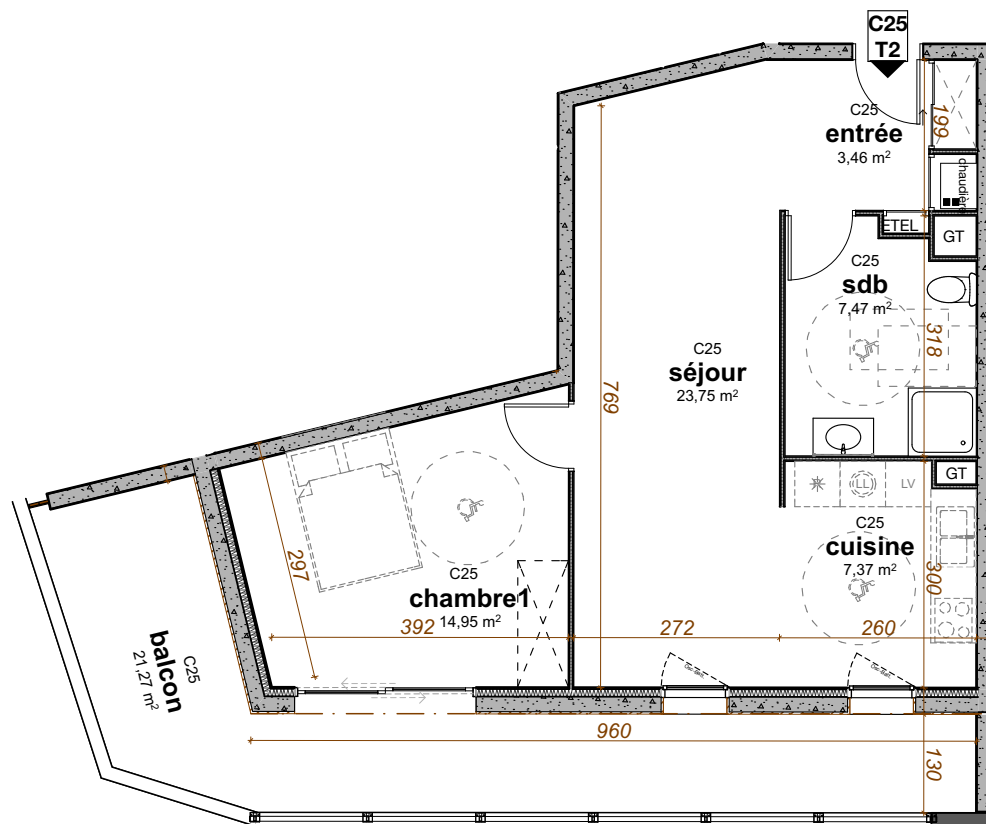 C25
T2
C25
entrée
3,46 m²
199
chaudière
ETEL
GT
C25
sdb
7,47 m²
318
C25
séjour
23,75 m²
769
GT
LL
LV
C25
cuisine
7,37 m²
300
297
C25
chambre1
14,95 m²
392
272
260
C25
balcon
21,27 m²
960
130